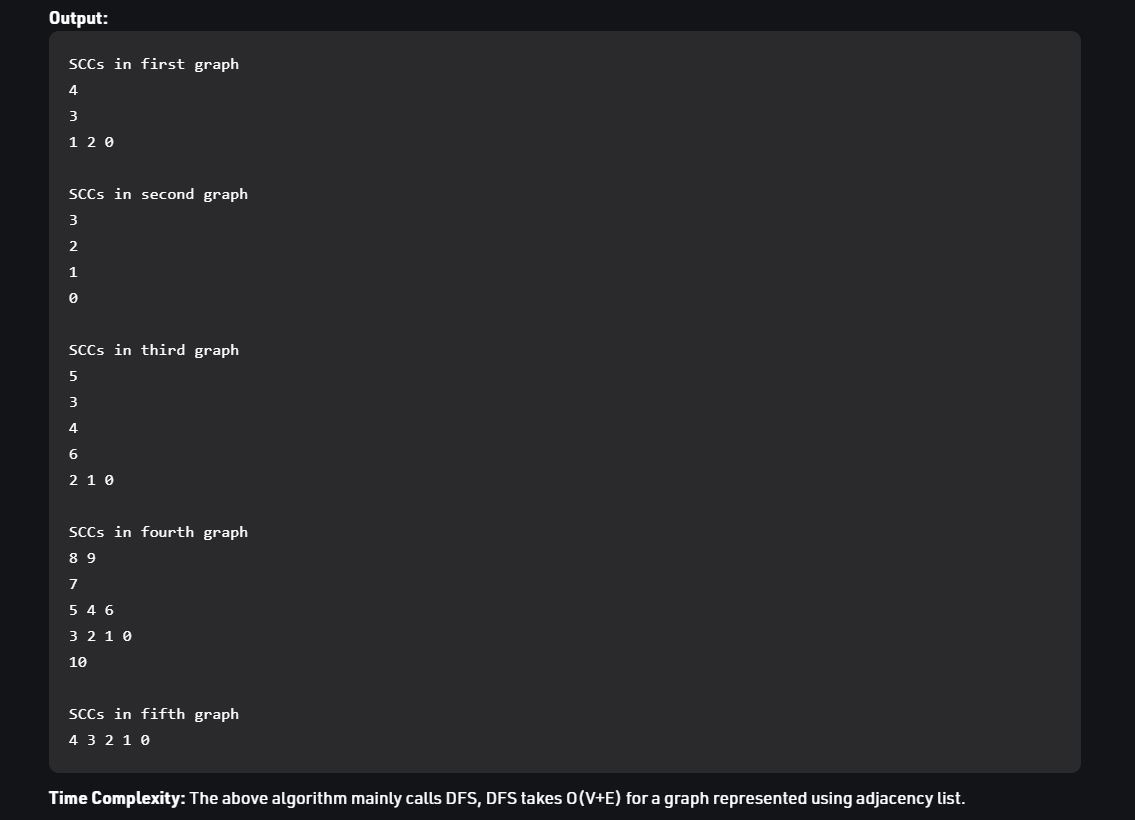 Output:
SCCs in first graph
4
3
1 2 0
SCCs in second graph
3
2
1
0
SCCs in third graph
5
3
4
6
2 1 0
SCCs in fourth graph
8 9
7
5 4 6
3 2 1 0
10
SCCs in fifth graph
4 3 2 1 0
Time Complexity: The above algorithm mainly calls DFS, DFS takes O(V+E) for a graph represented using adjacency list.